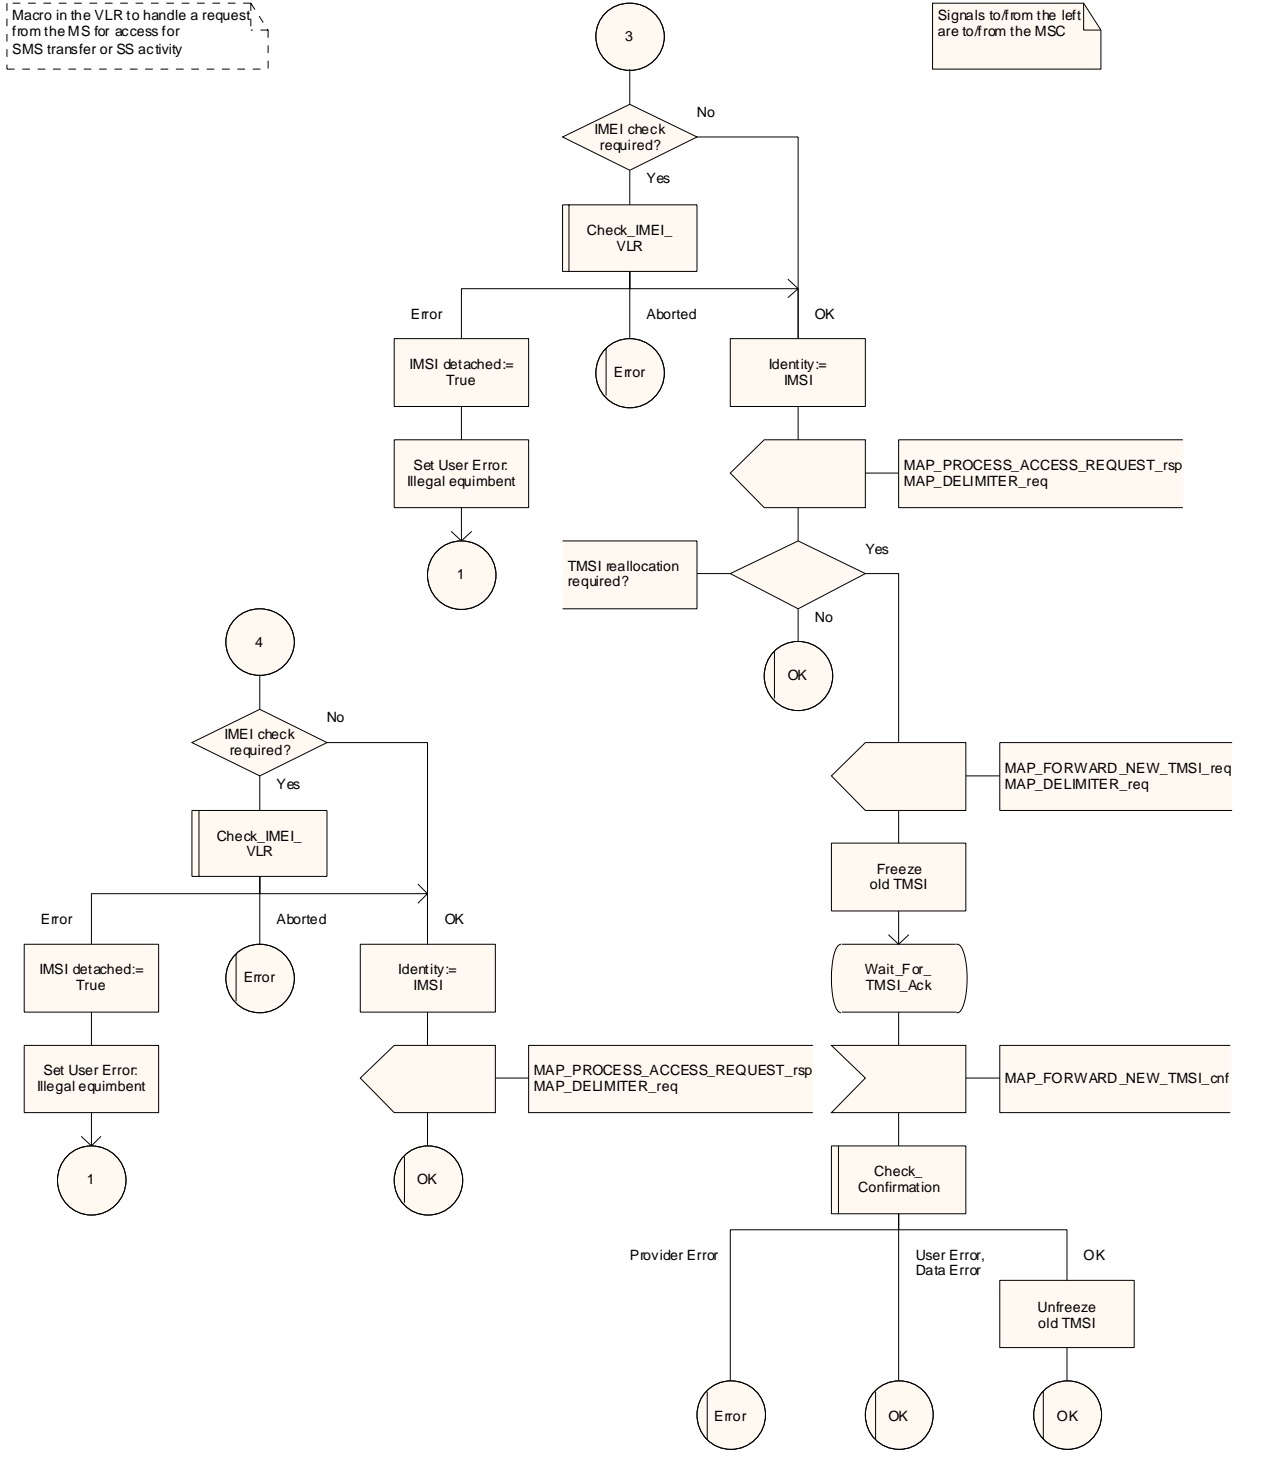 Macro in the VLR to handle a request
from the MS for access for
SMS transfer or SS activity
Signals to/from the left
are to/from the MSC
3
IMEI check
required?
No
Yes
Check_IMEI_
VLR
Error
Aborted
OK
IMSI detached:=
True
Error
Identity:=
IMSI
Set User Error:
Illegal equimbent
MAP_PROCESS_ACCESS_REQUEST_rsp
MAP_DELIMITER_req
1
TMSI reallocation
required?
Yes
No
OK
4
IMEI check
required?
No
Yes
Check_IMEI_
VLR
Error
Aborted
OK
IMSI detached:=
True
Error
Identity:=
IMSI
Set User Error:
Illegal equimbent
MAP_PROCESS_ACCESS_REQUEST_rsp
MAP_DELIMITER_req
1
OK
MAP_FORWARD_NEW_TMSI_req
MAP_DELIMITER_req
Freeze
old TMSI
Wait_For_
TMSI_Ack
MAP_FORWARD_NEW_TMSI_cnf
Check_
Confirmation
Provider Error
User Error,
Data Error
OK
Unfreeze
old TMSI
Error
OK
OK